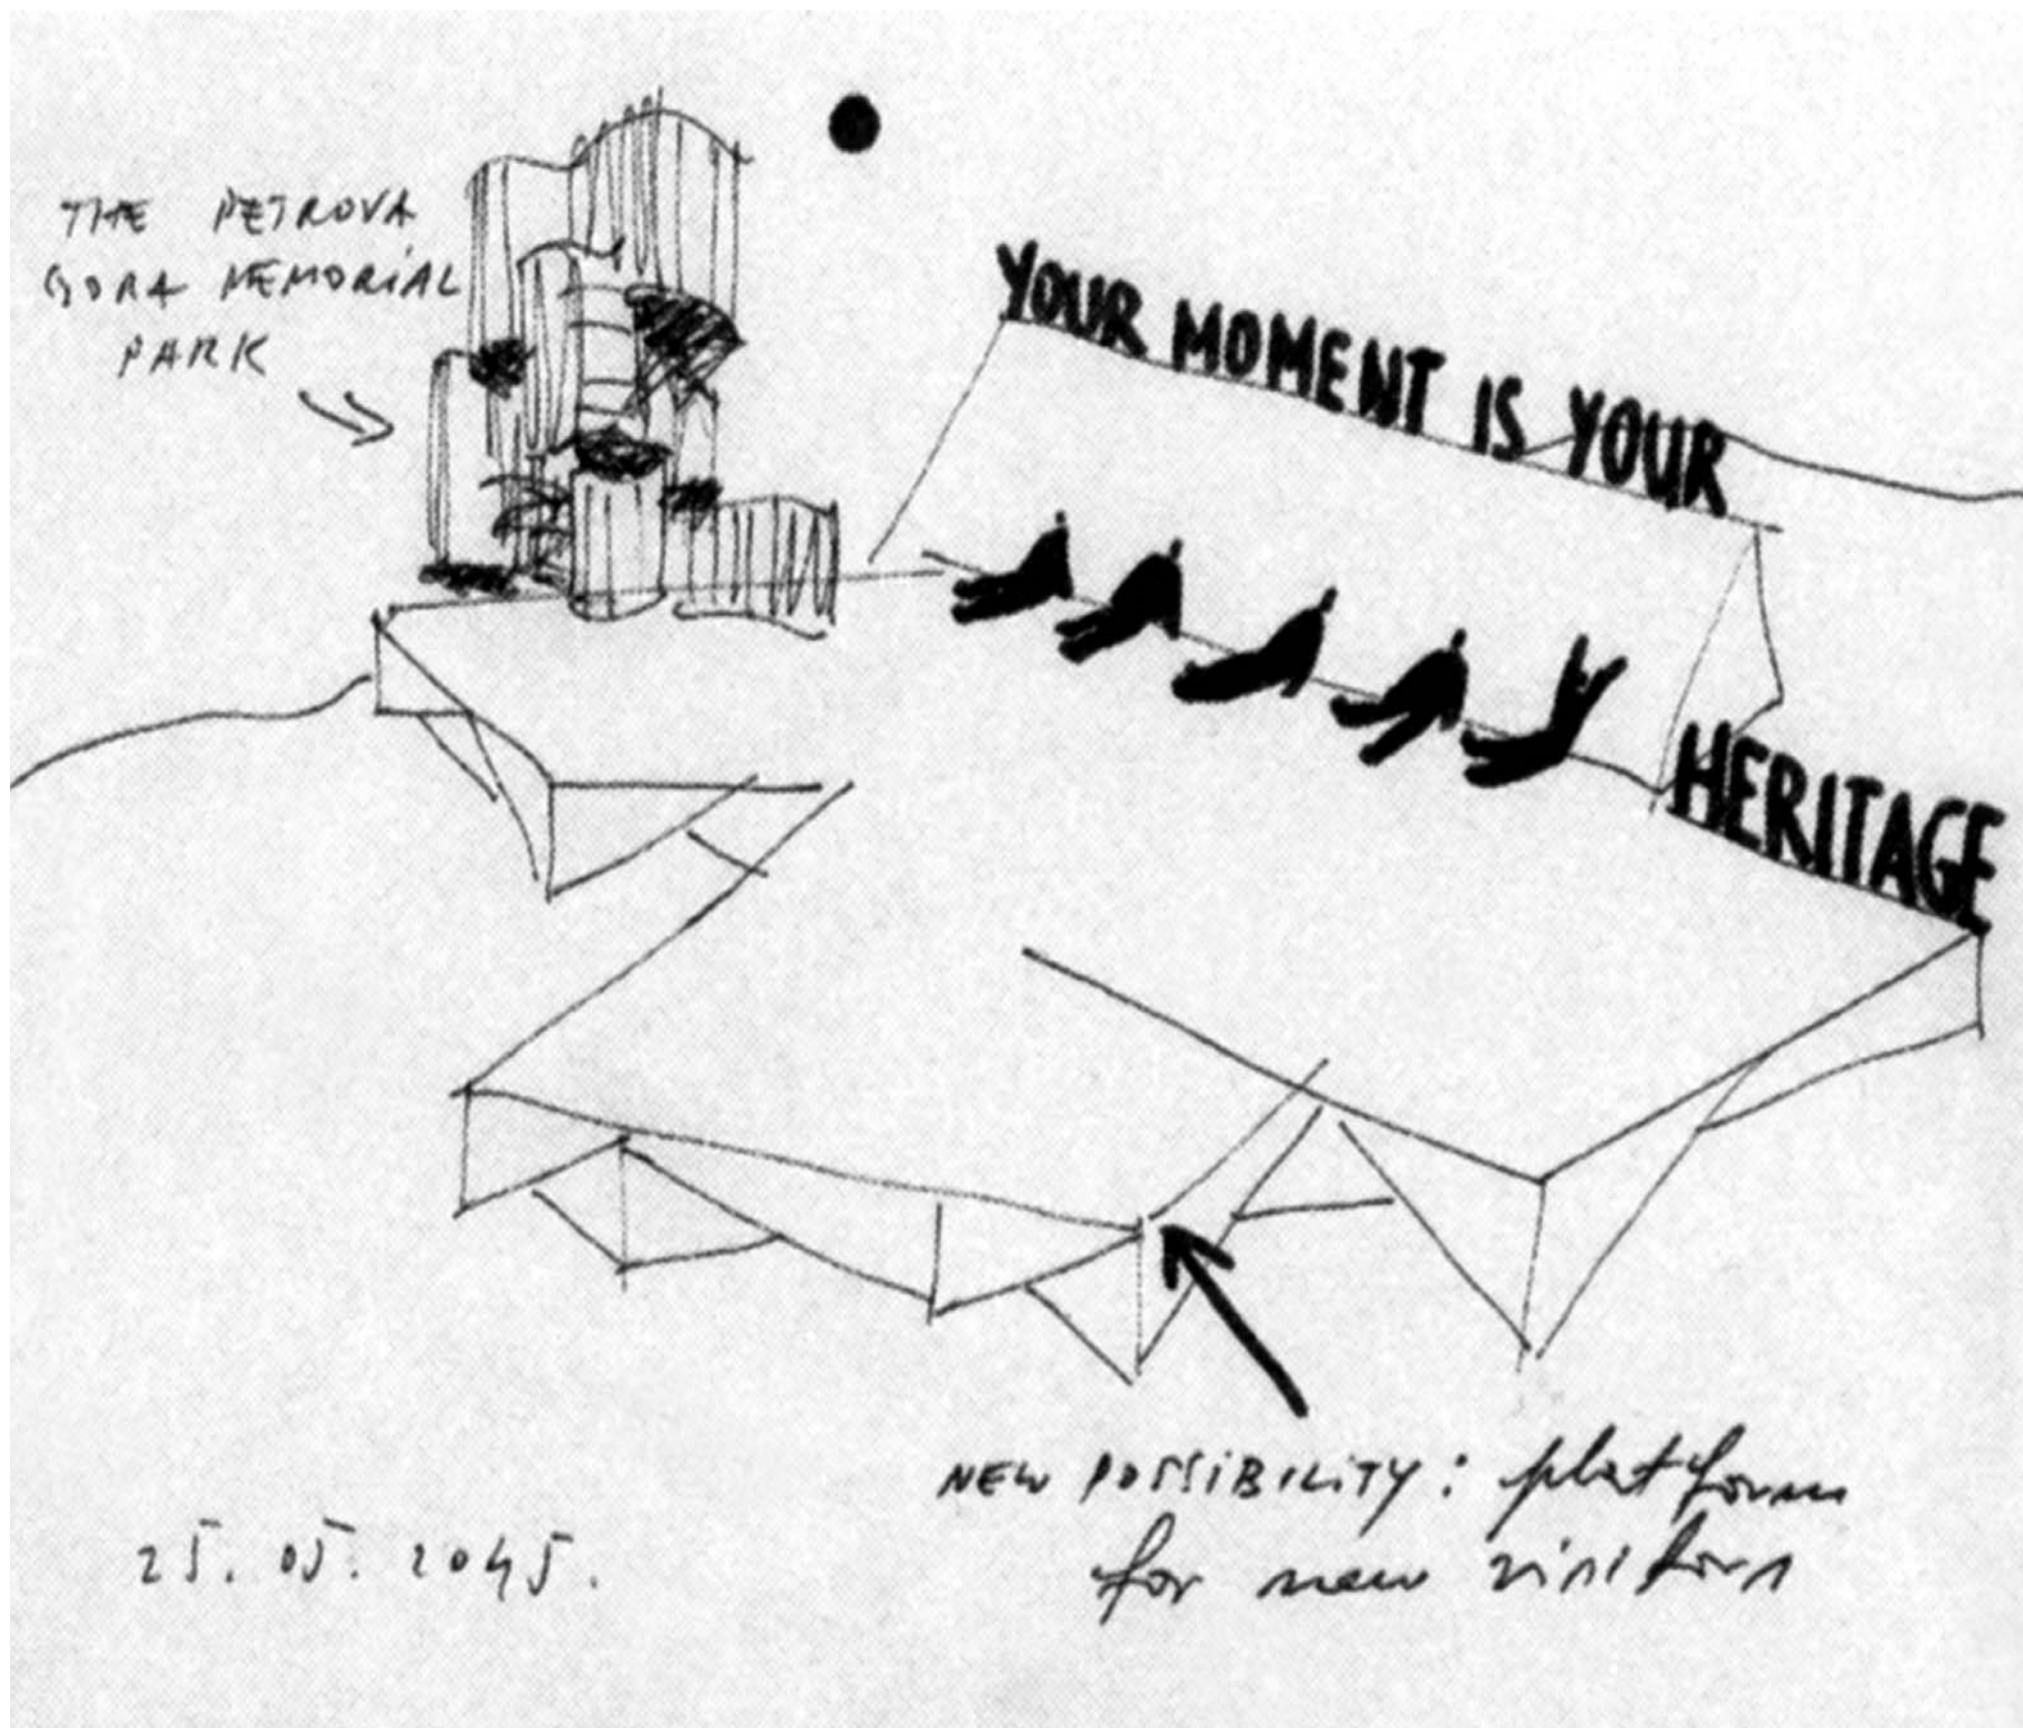 THE PETROVA
GORA MEMORIAL
PARK
YOUR MOMENT IS YOUR
HERITAGE
NEW POSSIBILITY: platform
for new visitors
25. 05. 2045.